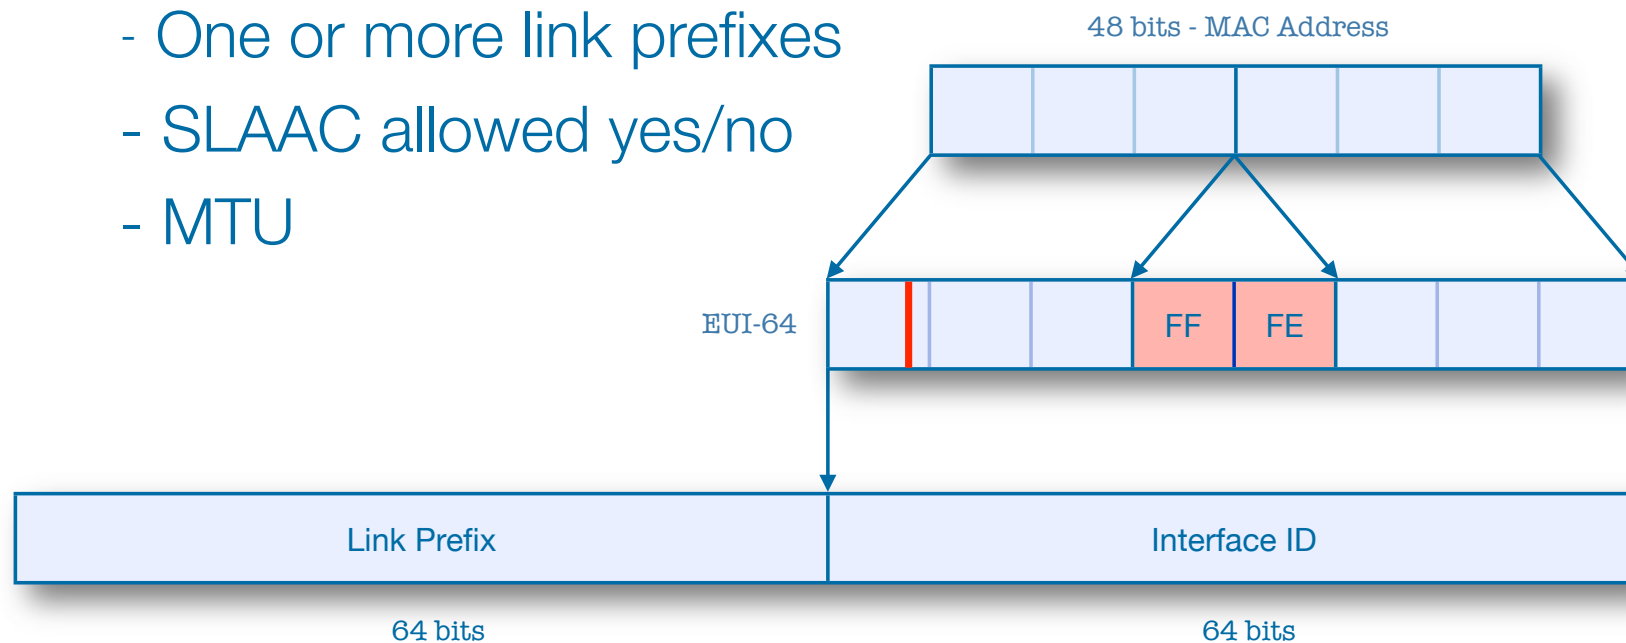 - One or more link prefixes
- SLAAC allowed yes/no
- MTU
48 bits - MAC Address
EUI-64
FF
FE
Link Prefix
Interface ID
64 bits
64 bits